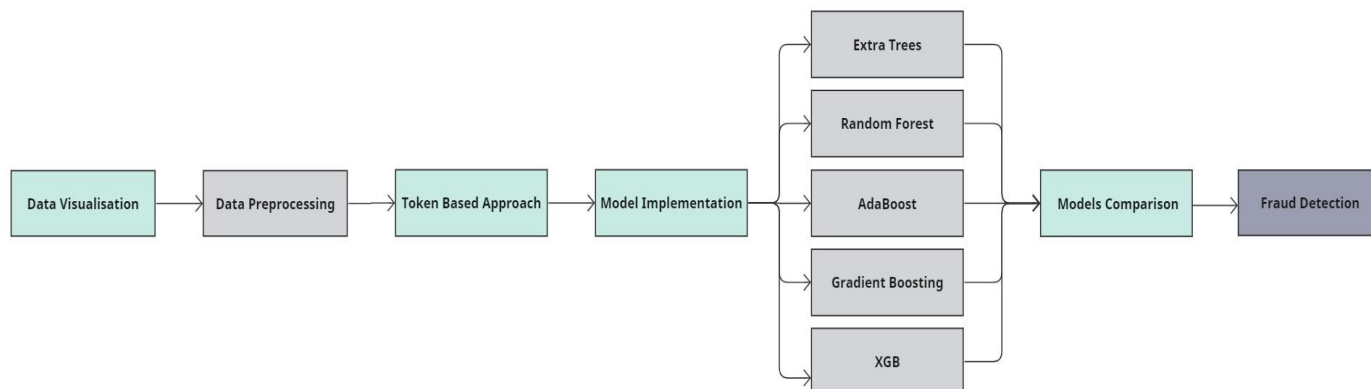 Data Visualisation
Data Preprocessing
Token Based Approach
Model Implementation
Extra Trees
Random Forest
AdaBoost
Gradient Boosting
XGB
Models Comparison
Fraud Detection